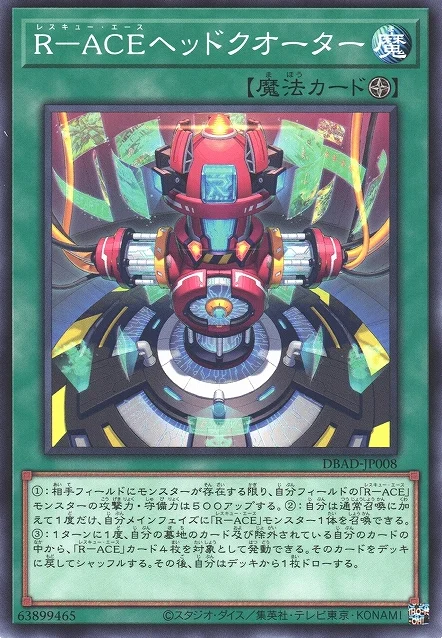 レスキュー・エース
R－ACEヘッドクオーター
魔
まほう
【魔法カード】
DBAD-JP008
①：相手フィールドにモンスターが存在する限り、自分フィールドの「R－ACE」
モンスターの攻撃力・守備力は５００アップする。②：自分は通常召喚に加
えて１度だけ、自分メインフェイズに「R－ACE」モンスター１体を召喚できる。
③：１ターンに１度、自分の墓地のカード及び除外されている自分のカードの
中から、「R－ACE」カード４枚を対象として発動できる。そのカードをデッキ
に戻してシャッフルする。その後、自分はデッキから１枚ドローする。
63899465 ©スタジオ・ダイス／集英社・テレビ東京・KONAMI